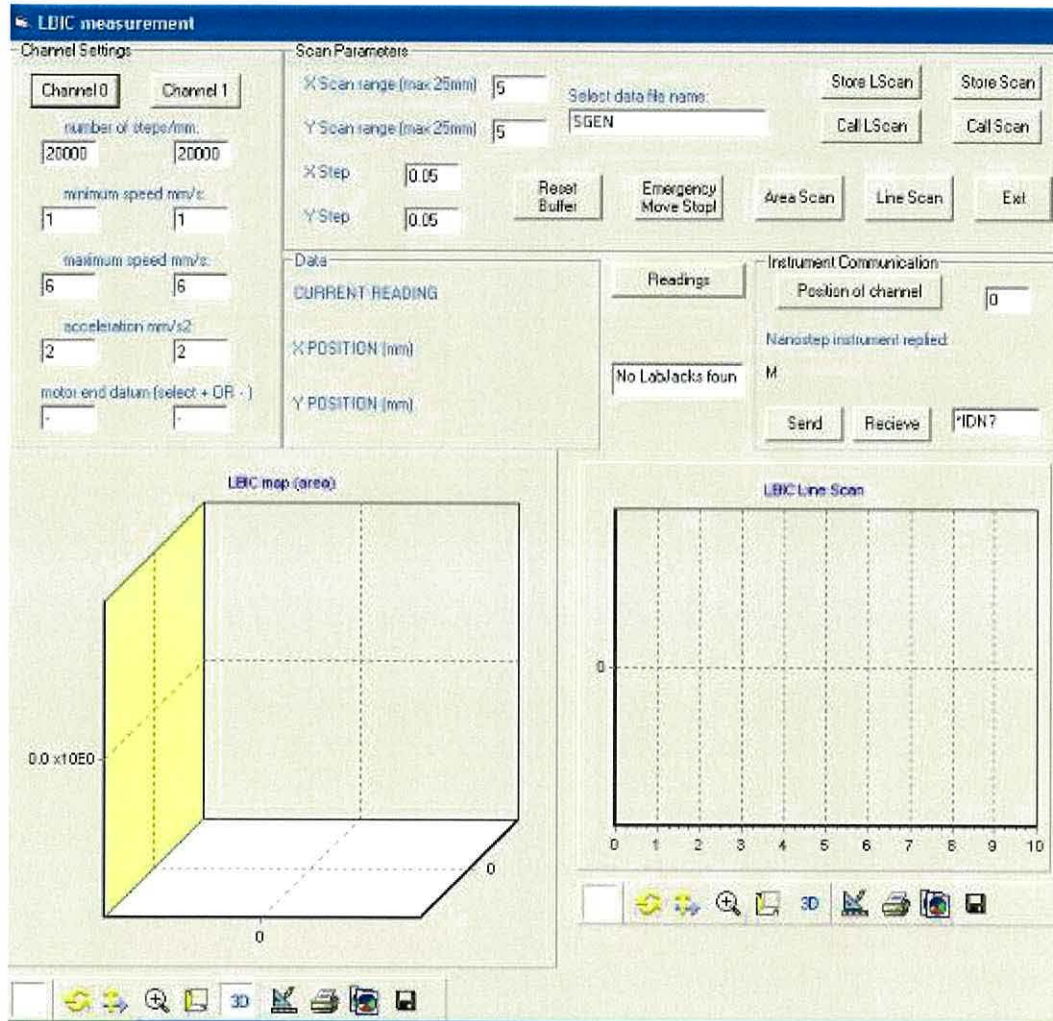 LBIC measurement
Channel Settings
Channel 0
Channel 1
number of steps/mm:
20000
20000
minimum speed mm/s:
1
1
maximum speed mm/s:
6
6
acceleration mm/s2
2
2
motor end datum (select + OR - )
-
-
Scan Parameters
X Scan range (max 25mm)
5
Y Scan range (max 25mm)
5
X Step
0.05
Y Step
0.05
Select data file name:
SGEN
Store LScan
Store Scan
Call LScan
Call Scan
Reset
Buffer
Emergency
Move Stop!
Area Scan
Line Scan
Exit
Data
CURRENT READING
X POSITION (mm)
Y POSITION (mm)
Readings
No LabJacks foun
Instrument Communication
Position of channel
0
Nanostep instrument replied:
M
Send
Recieve
*IDN?
LBIC map (area)
0.0 x10E0
0
0
3D
LBIC Line Scan
0
0 1 2 3 4 5 6 7 8 9 10
3D